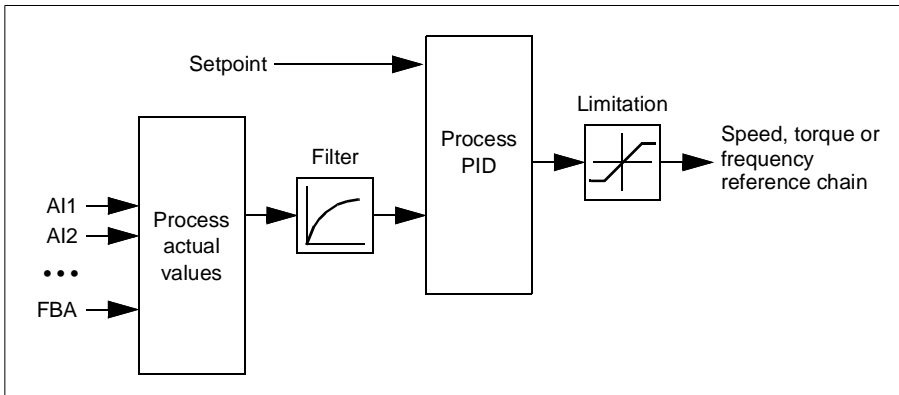 Setpoint
Process
PID
Limitation
Speed, torque or
frequency
reference chain
Filter
AI1
AI2
•••
FBA
Process
actual
values